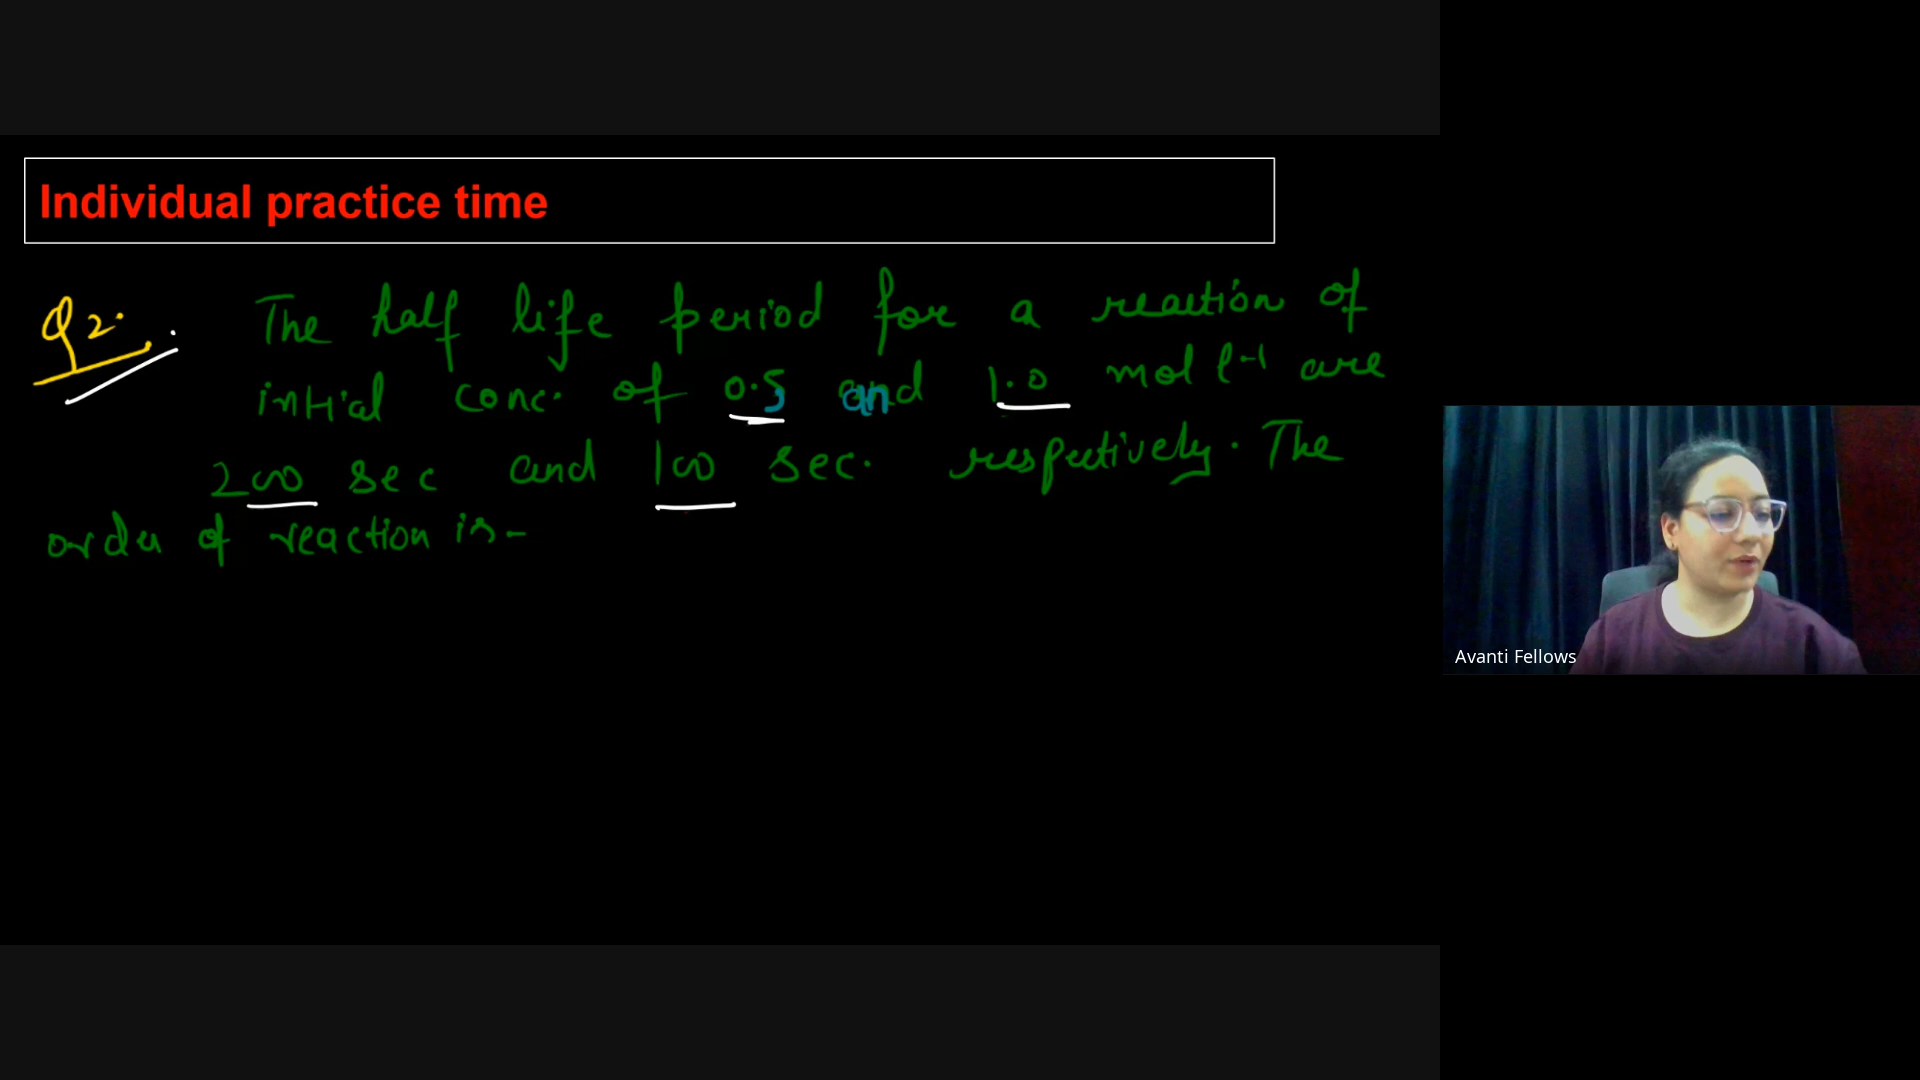 Individual practice time
Q2. The half life period for a reaction of
initial conc. of 0.5 and 1.0 mol l-1 are
200 sec and 100 sec. respectively. The
order of reaction is-
Avanti Fellows